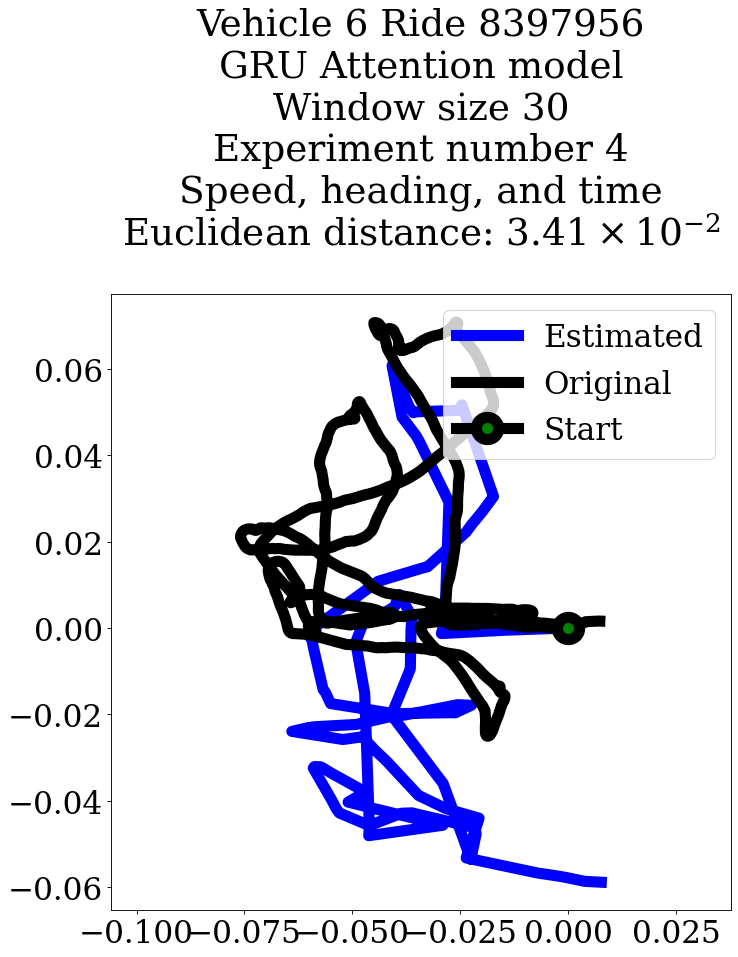 Vehicle 6 Ride 8397956
GRU Attention model
Window size 30
Experiment number 4
Speed, heading, and time
Euclidean distance: 3.41 × 10⁻²
Estimated
Original
Start
0.06
0.04
0.02
0.00
−0.02
−0.04
−0.06
−0.100 −0.075 −0.050 −0.025 0.000 0.025